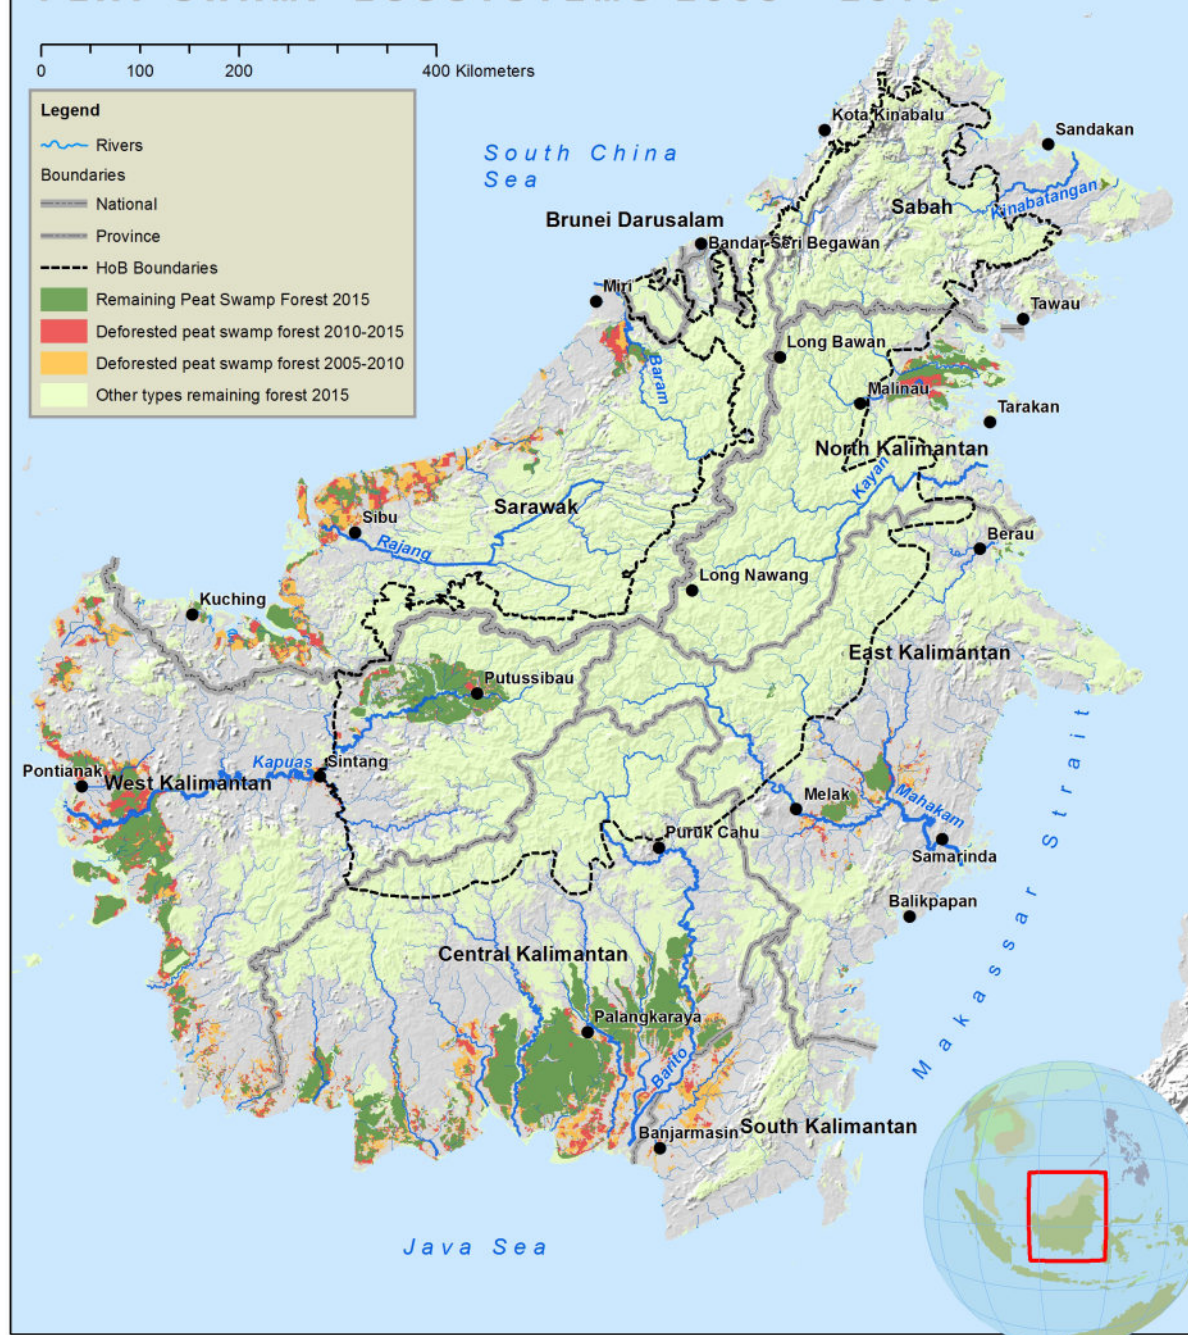 0 100 200 400 Kilometers
Legend
Rivers
Boundaries
National
Province
HoB Boundaries
Remaining Peat Swamp Forest 2015
Deforested peat swamp forest 2010-2015
Deforested peat swamp forest 2005-2010
Other types remaining forest 2015
South China
Sea
Kota Kinabalu
Sandakan
Sabah
Kinabatangan
Brunei Darusalam
Bandar Seri Begawan
Miri
Tawau
Long Bawan
Baram
Malinau
Tarakan
North Kalimantan
Kayan
Sarawak
Sibu
Rajang
Berau
Long Nawang
Kuching
East Kalimantan
Putussibau
Makassar Strait
Kapuas
Sintang
Pontianak
West Kalimantan
Melak
Mahakam
Puruk Cahu
Samarinda
Balikpapan
Central Kalimantan
Palangkaraya
Barito
Banjarmasin
South Kalimantan
Java Sea